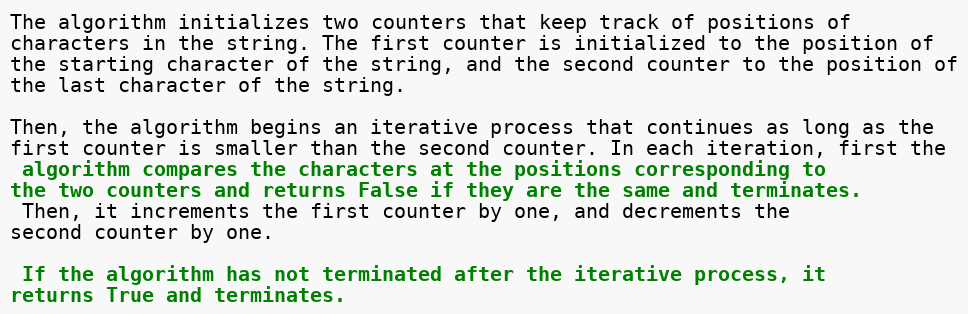 The algorithm initializes two counters that keep track of positions of
characters in the string. The first counter is initialized to the position of
the starting character of the string, and the second counter to the position of
the last character of the string.
Then, the algorithm begins an iterative process that continues as long as the
first counter is smaller than the second counter. In each iteration, first the
algorithm compares the characters at the positions corresponding to
the two counters and returns False if they are the same and terminates.
Then, it increments the first counter by one, and decrements the
second counter by one.
If the algorithm has not terminated after the iterative process, it
returns True and terminates.